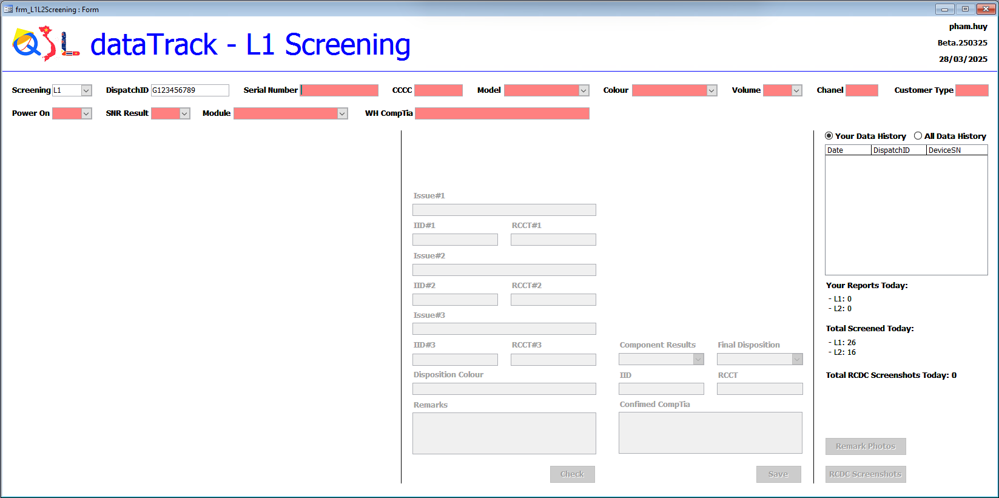 frm_L1L2Screening : Form
QSL dataTrack - L1 Screening
pham.huy
Beta.250325
28/03/2025
Screening L1 DispatchID G123456789 Serial Number CCCC Model Colour Volume Chanel Customer Type
Power On SNR Result Module WH CompTia
Your Data History All Data History
Date DispatchID DeviceSN
Issue#1
IID#1 RCCT#1
Issue#2
IID#2 RCCT#2
Issue#3
IID#3 RCCT#3
Disposition Colour
Remarks
Check
Component Results Final Disposition
IID RCCT
Confimed CompTia
Save
Your Reports Today:
- L1: 0
- L2: 0
Total Screened Today:
- L1: 26
- L2: 16
Total RCDC Screenshots Today: 0
Remark Photos
RCDC Screenshots